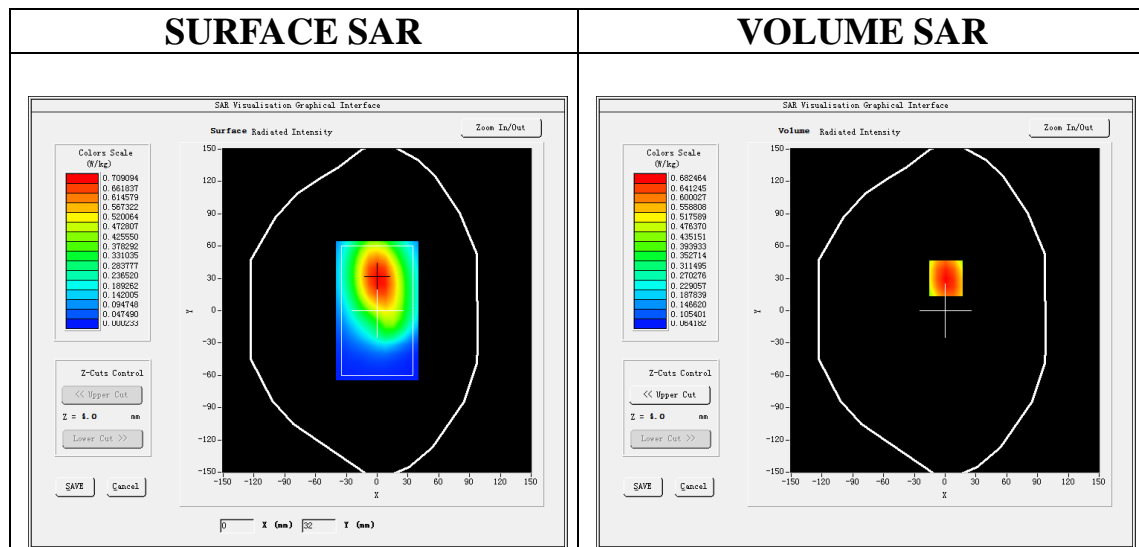 SURFACE SAR
VOLUME SAR
SAR Visualisation Graphical Interface
Surface Radiated Intensity
Zoom In/Out
Colors Scale
(W/kg)
0.709094
0.661837
0.614579
0.567322
0.520064
0.472807
0.425550
0.378292
0.331035
0.283777
0.236520
0.189262
0.142005
0.094748
0.047490
0.000233
Z-Cuts Control
<< Upper Cut
Z = 4.0 mm
Lower Cut >>
SAVE
Cancel
150
120
90
60
30
0
-30
-60
-90
-120
-150
Y
-150 -120 -90 -60 -30 0 30 60 90 120 150
X
0 X (mm) 32 Y (mm)
SAR Visualisation Graphical Interface
Volume Radiated Intensity
Zoom In/Out
Colors Scale
(W/kg)
0.682464
0.641245
0.600027
0.558808
0.517589
0.476370
0.435151
0.393933
0.352714
0.311495
0.270276
0.229057
0.187839
0.146620
0.105401
0.064182
Z-Cuts Control
<< Upper Cut
Z = 4.0 mm
Lower Cut >>
SAVE
Cancel
150
120
90
60
30
0
-30
-60
-90
-120
-150
Y
-150 -120 -90 -60 -30 0 30 60 90 120 150
X